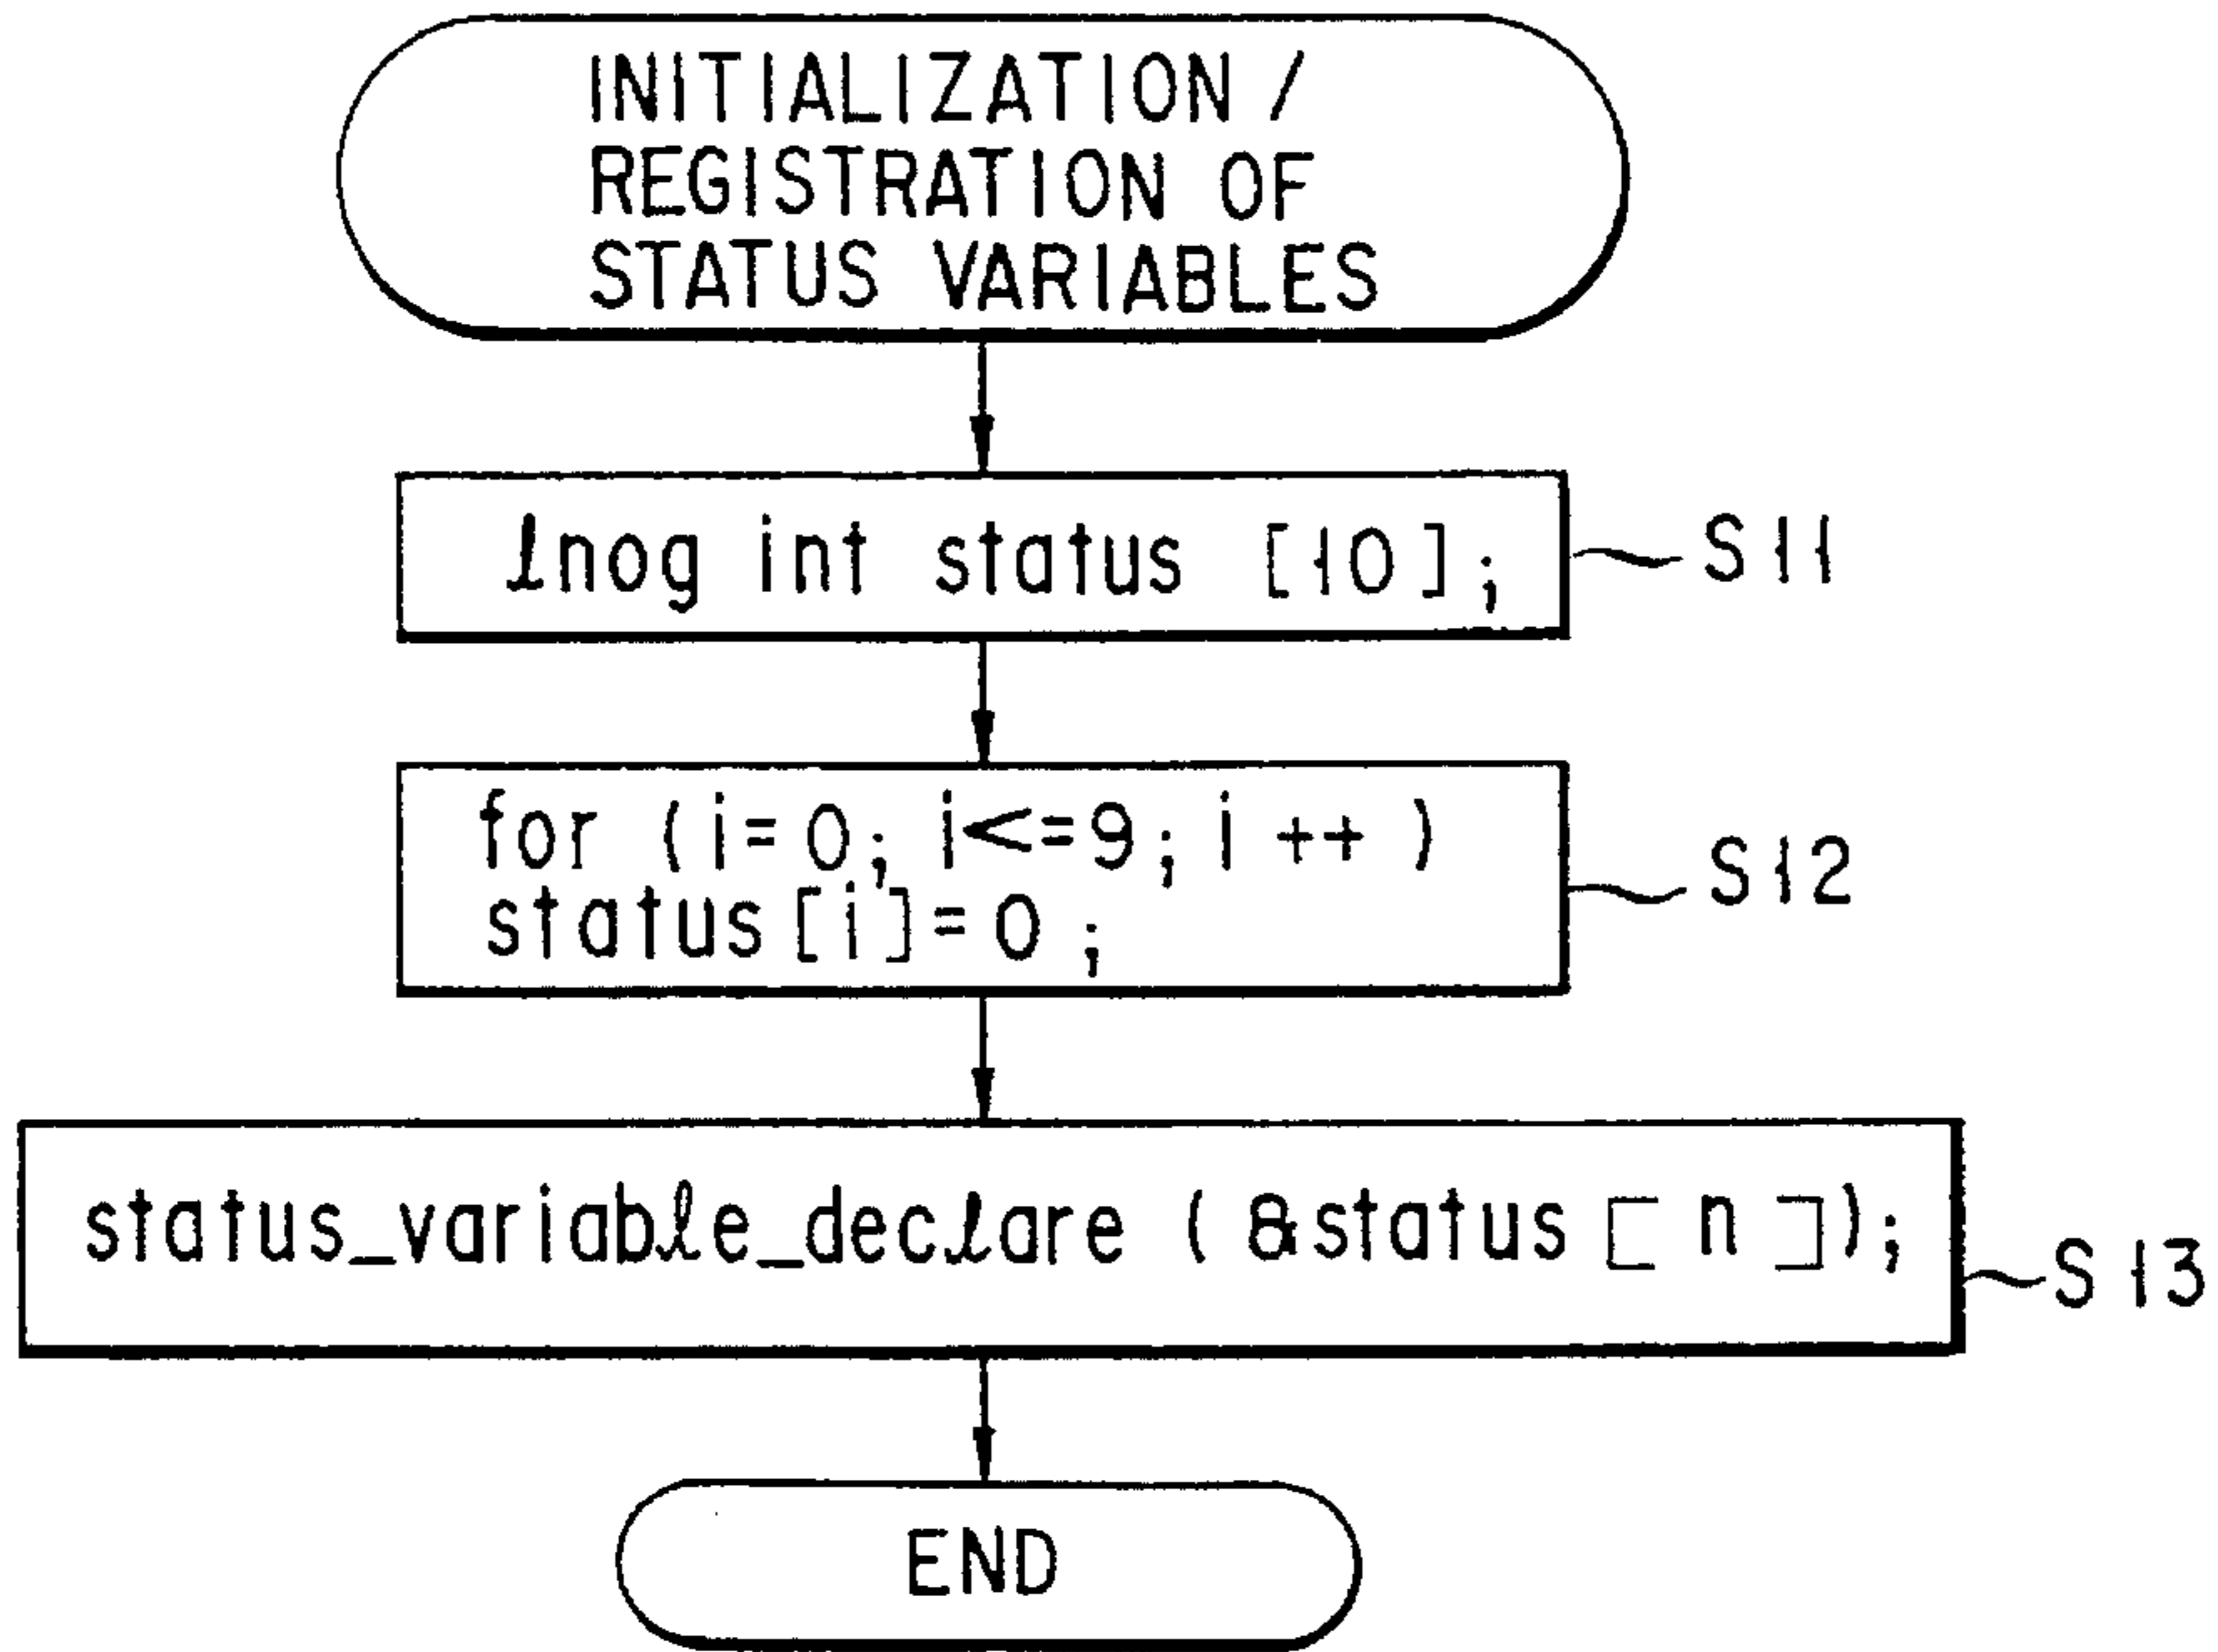 INITIALIZATION /
REGISTRATION OF
STATUS VARIABLES
lnog int status [10];
S11
for (i=0; i<=9; i++)
status[i]=0;
S12
status_variable_declare (&status[n]);
S13
END